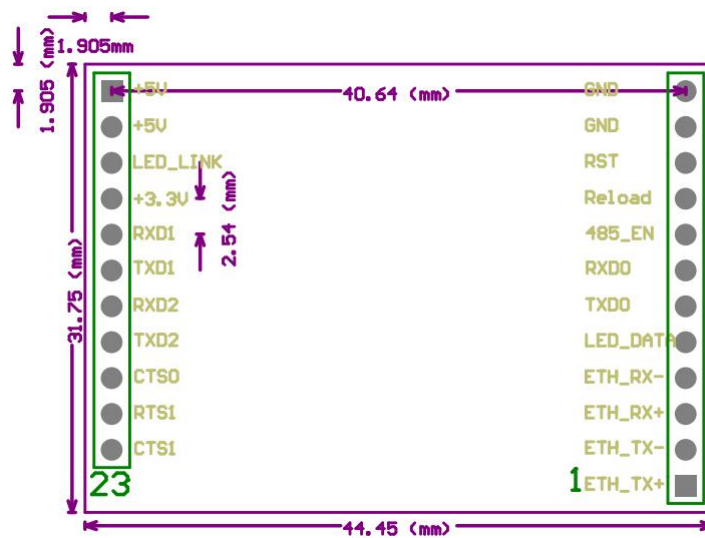 1.905mm
1.905 (mm)
+5V
40.64 (mm)
GND
+5V
GND
LED_LINK
RST
+3.3V
Reload
2.54 (mm)
RXD1
485_EN
TXD1
RXD0
31.75 (mm)
RXD2
TXD0
TXD2
LED_DATA
CTS0
ETH_RX-
RTS1
ETH_RX+
CTS1
ETH_TX-
23
1
ETH_TX+
44.45 (mm)